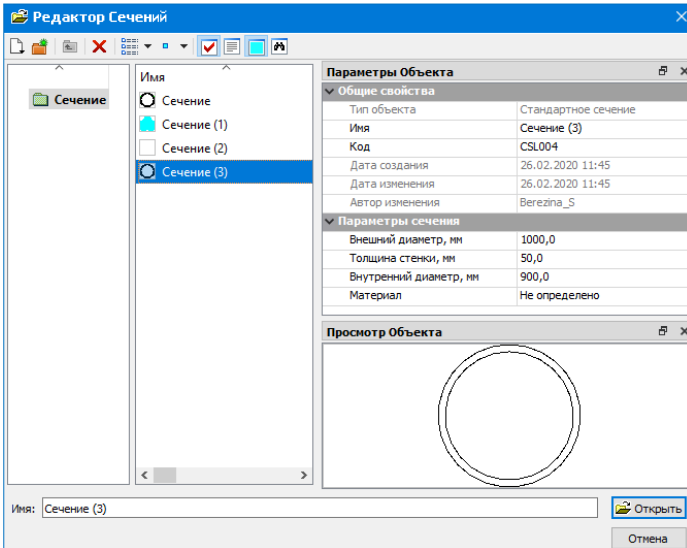 Редактор Сечений
Сечение
Имя
Сечение
Сечение (1)
Сечение (2)
Сечение (3)
Параметры Объекта
Общие свойства
Тип объекта Стандартное сечение
Имя Сечение (3)
Код CSL004
Дата создания 26.02.2020 11:45
Дата изменения 26.02.2020 11:45
Автор изменения Berezina_S
Параметры сечения
Внешний диаметр, мм 1000,0
Толщина стенки, мм 50,0
Внутренний диаметр, мм 900,0
Материал Не определено
Просмотр Объекта
Имя: Сечение (3)
Открыть
Отмена